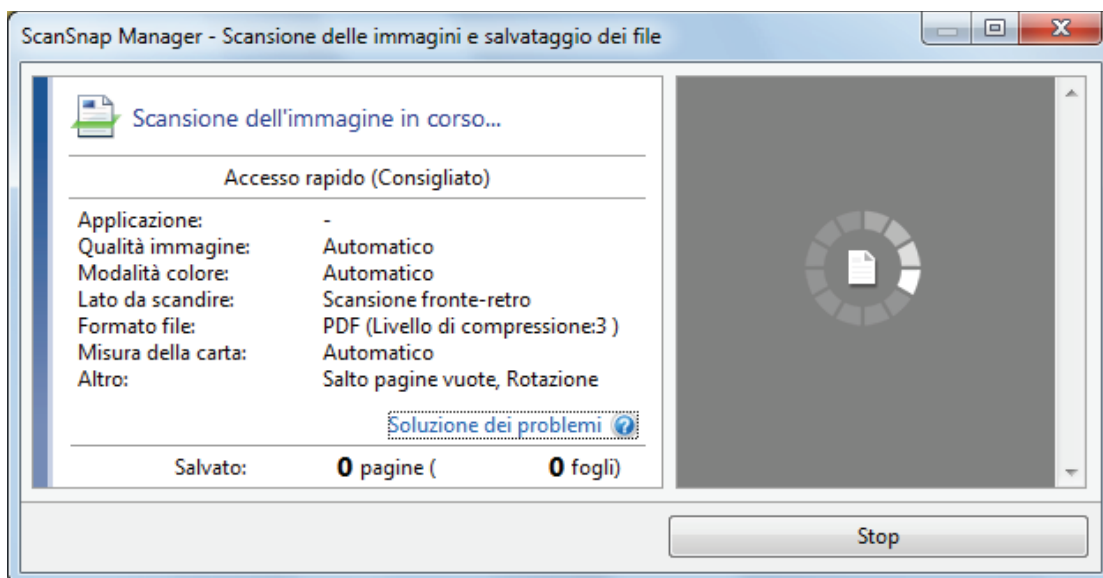 ScanSnap Manager - Scansione delle immagini e salvataggio dei file
Scansione dell'immagine in corso...
Accesso rapido (Consigliato)
Applicazione: -
Qualità immagine: Automatico
Modalità colore: Automatico
Lato da scandire: Scansione fronte-retro
Formato file: PDF (Livello di compressione:3 )
Misura della carta: Automatico
Altro: Salto pagine vuote, Rotazione
Soluzione dei problemi ?
Salvato: 0 pagine ( 0 fogli)
Stop